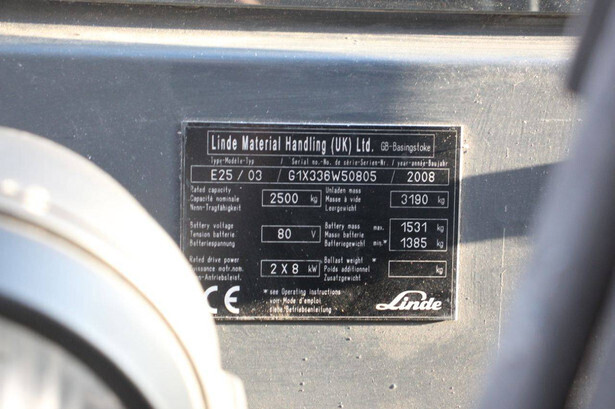 Linde Material Handling (UK) Ltd. GB-Basingstoke
Type-Modèle-Typ / Serial no.-No. de série-Serien-Nr. / year-année-Baujahr
E25 / 03 / G1X336W50805 / 2008
Rated capacity Unladen mass
Capacité nominale 2500 kg Masse à vide 3190 kg
Nenn-Tragfähigkeit Leergewicht
Battery voltage Battery mass max. 1531 kg
Tension batterie 80 V Masse batterie
Batteriespannung Batteriegewicht min.* 1385 kg
Rated drive power Ballast weight *
Puissance motr.nom. 2 X 8 kW Poids additionnel kg
Nenn-Antriebsleist. Zusatzgewicht
* see Operating instructions
voir Mode d'emploi
siehe Betriebsanleitung
CE Linde